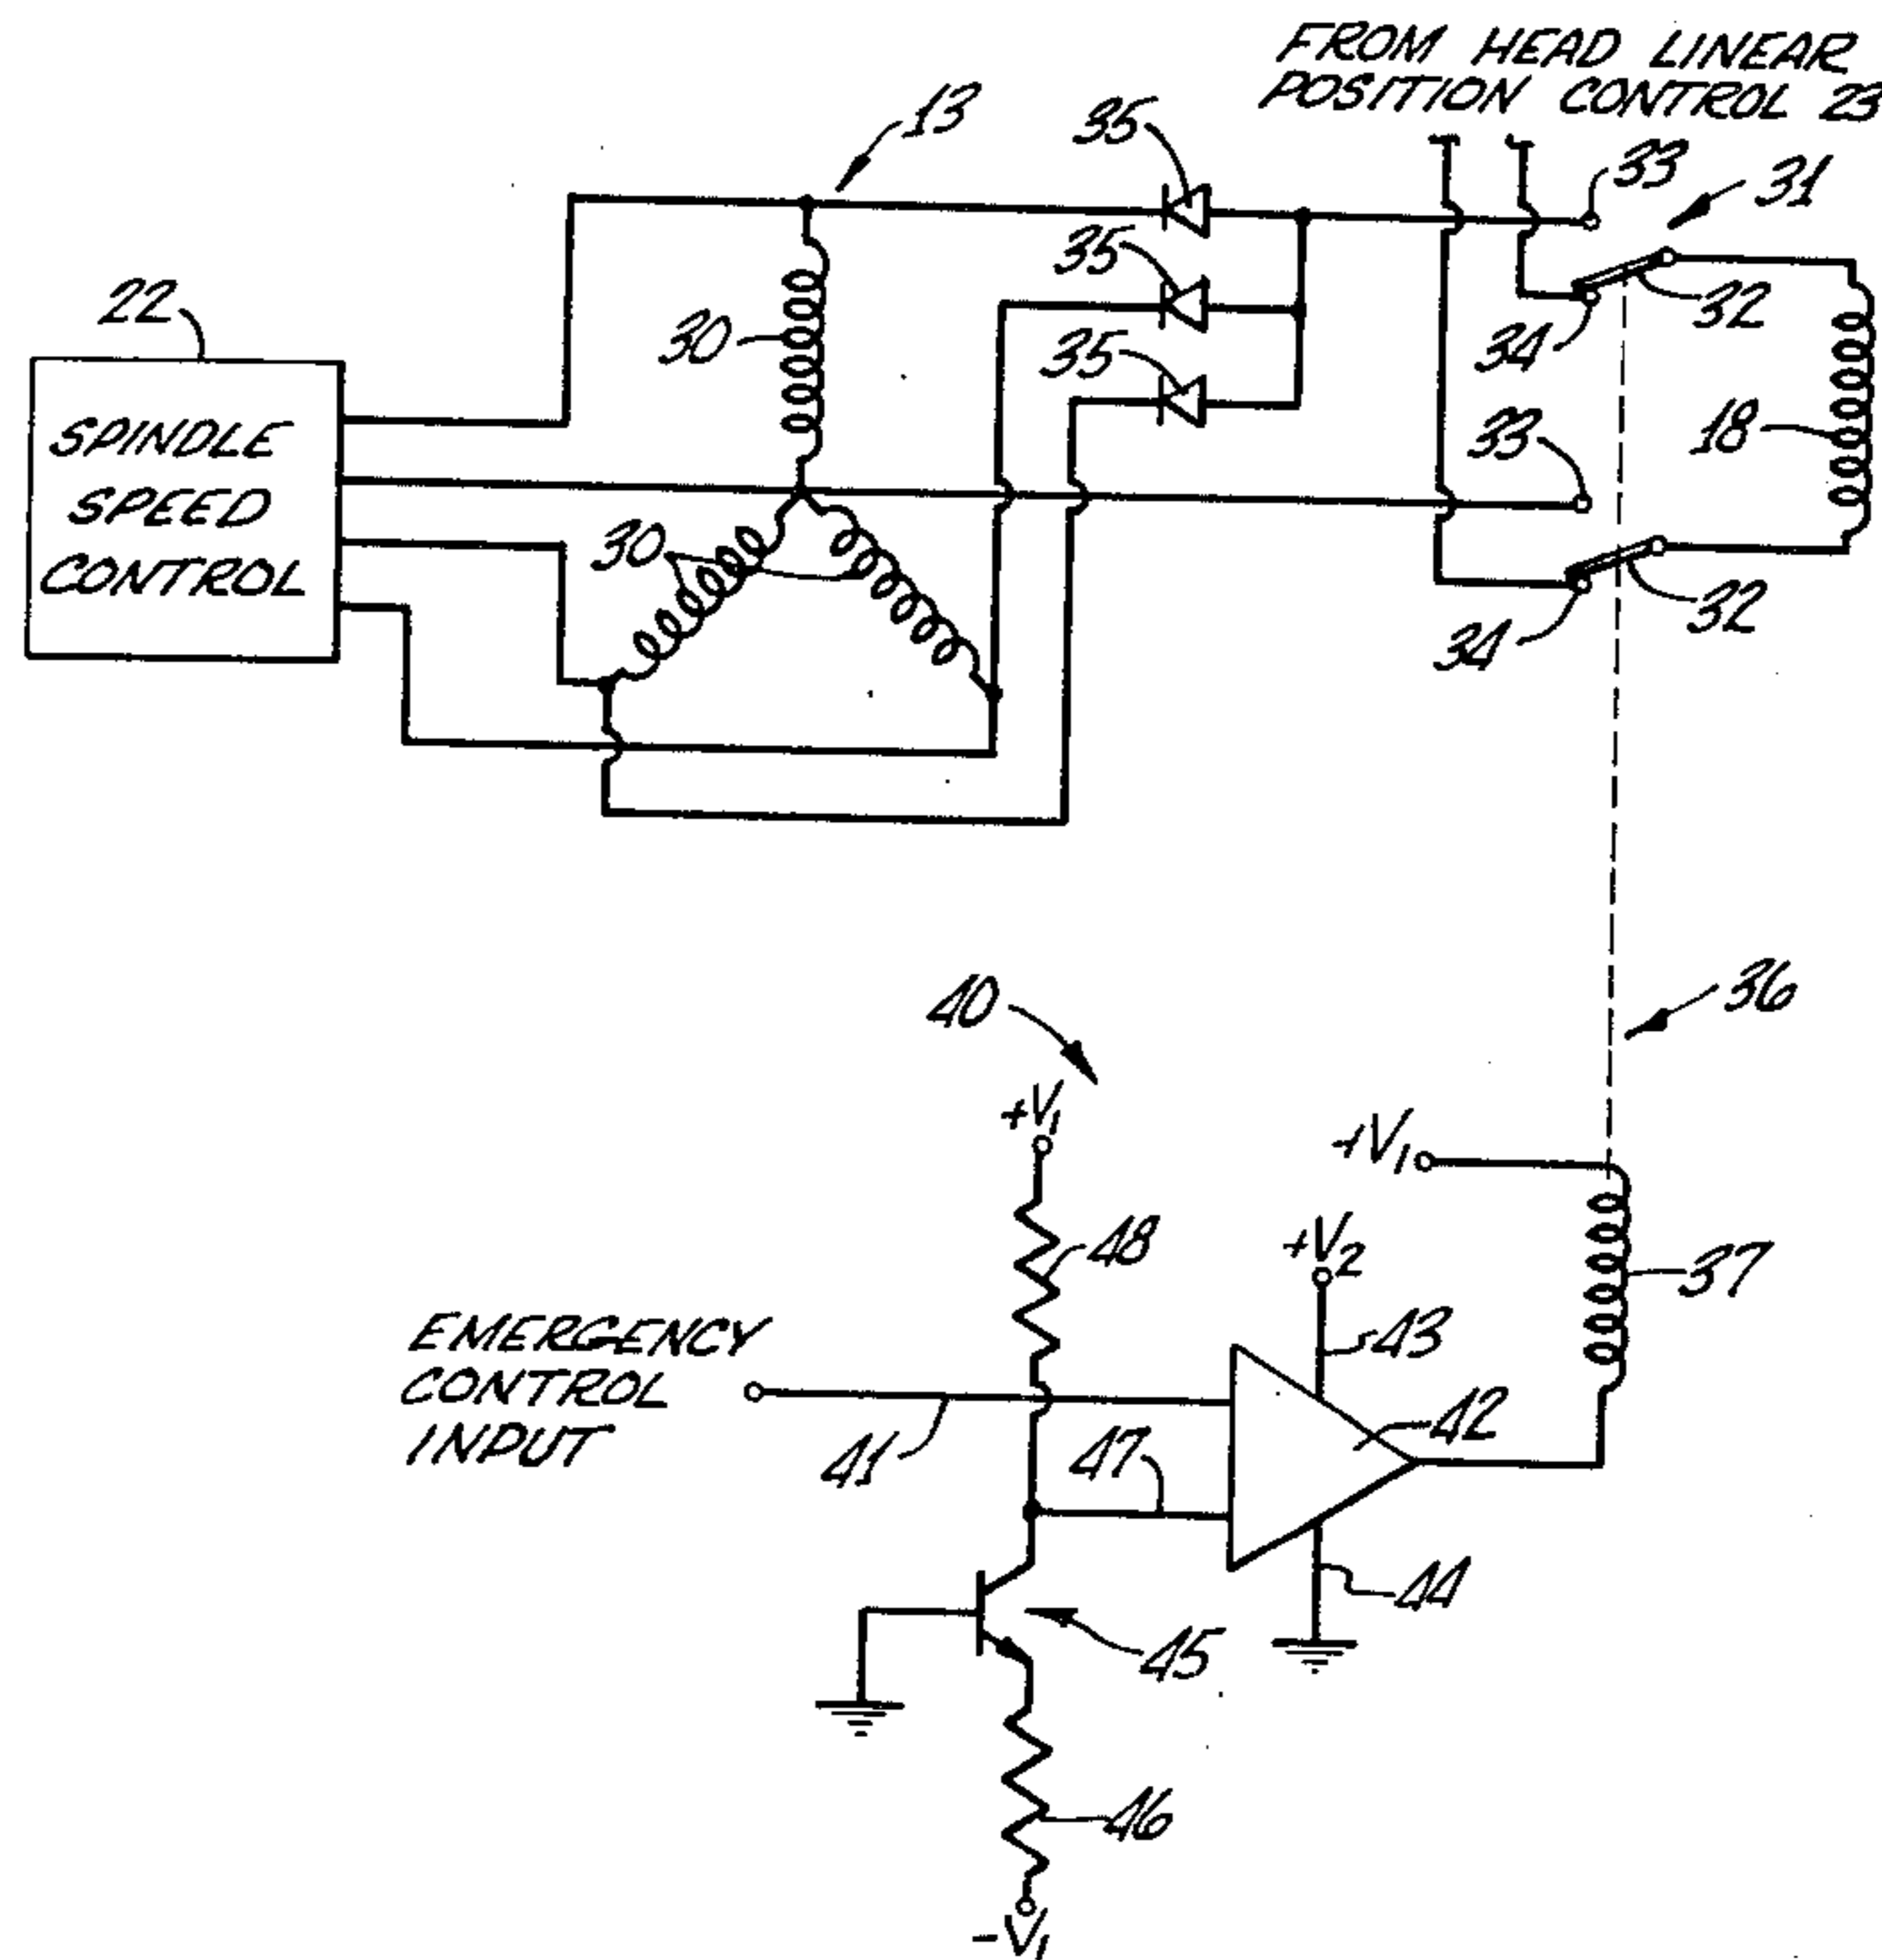 FROM HEAD LINEAR
POSITION CONTROL 23
13
35
33
31
35
22
30
32
34
35
18
SPINDLE
SPEED
CONTROL
33
30
32
34
40
36
+V1
+V1
48
+V2
37
43
EMERGENCY
CONTROL
INPUT
42
41
47
44
45
46
-V1